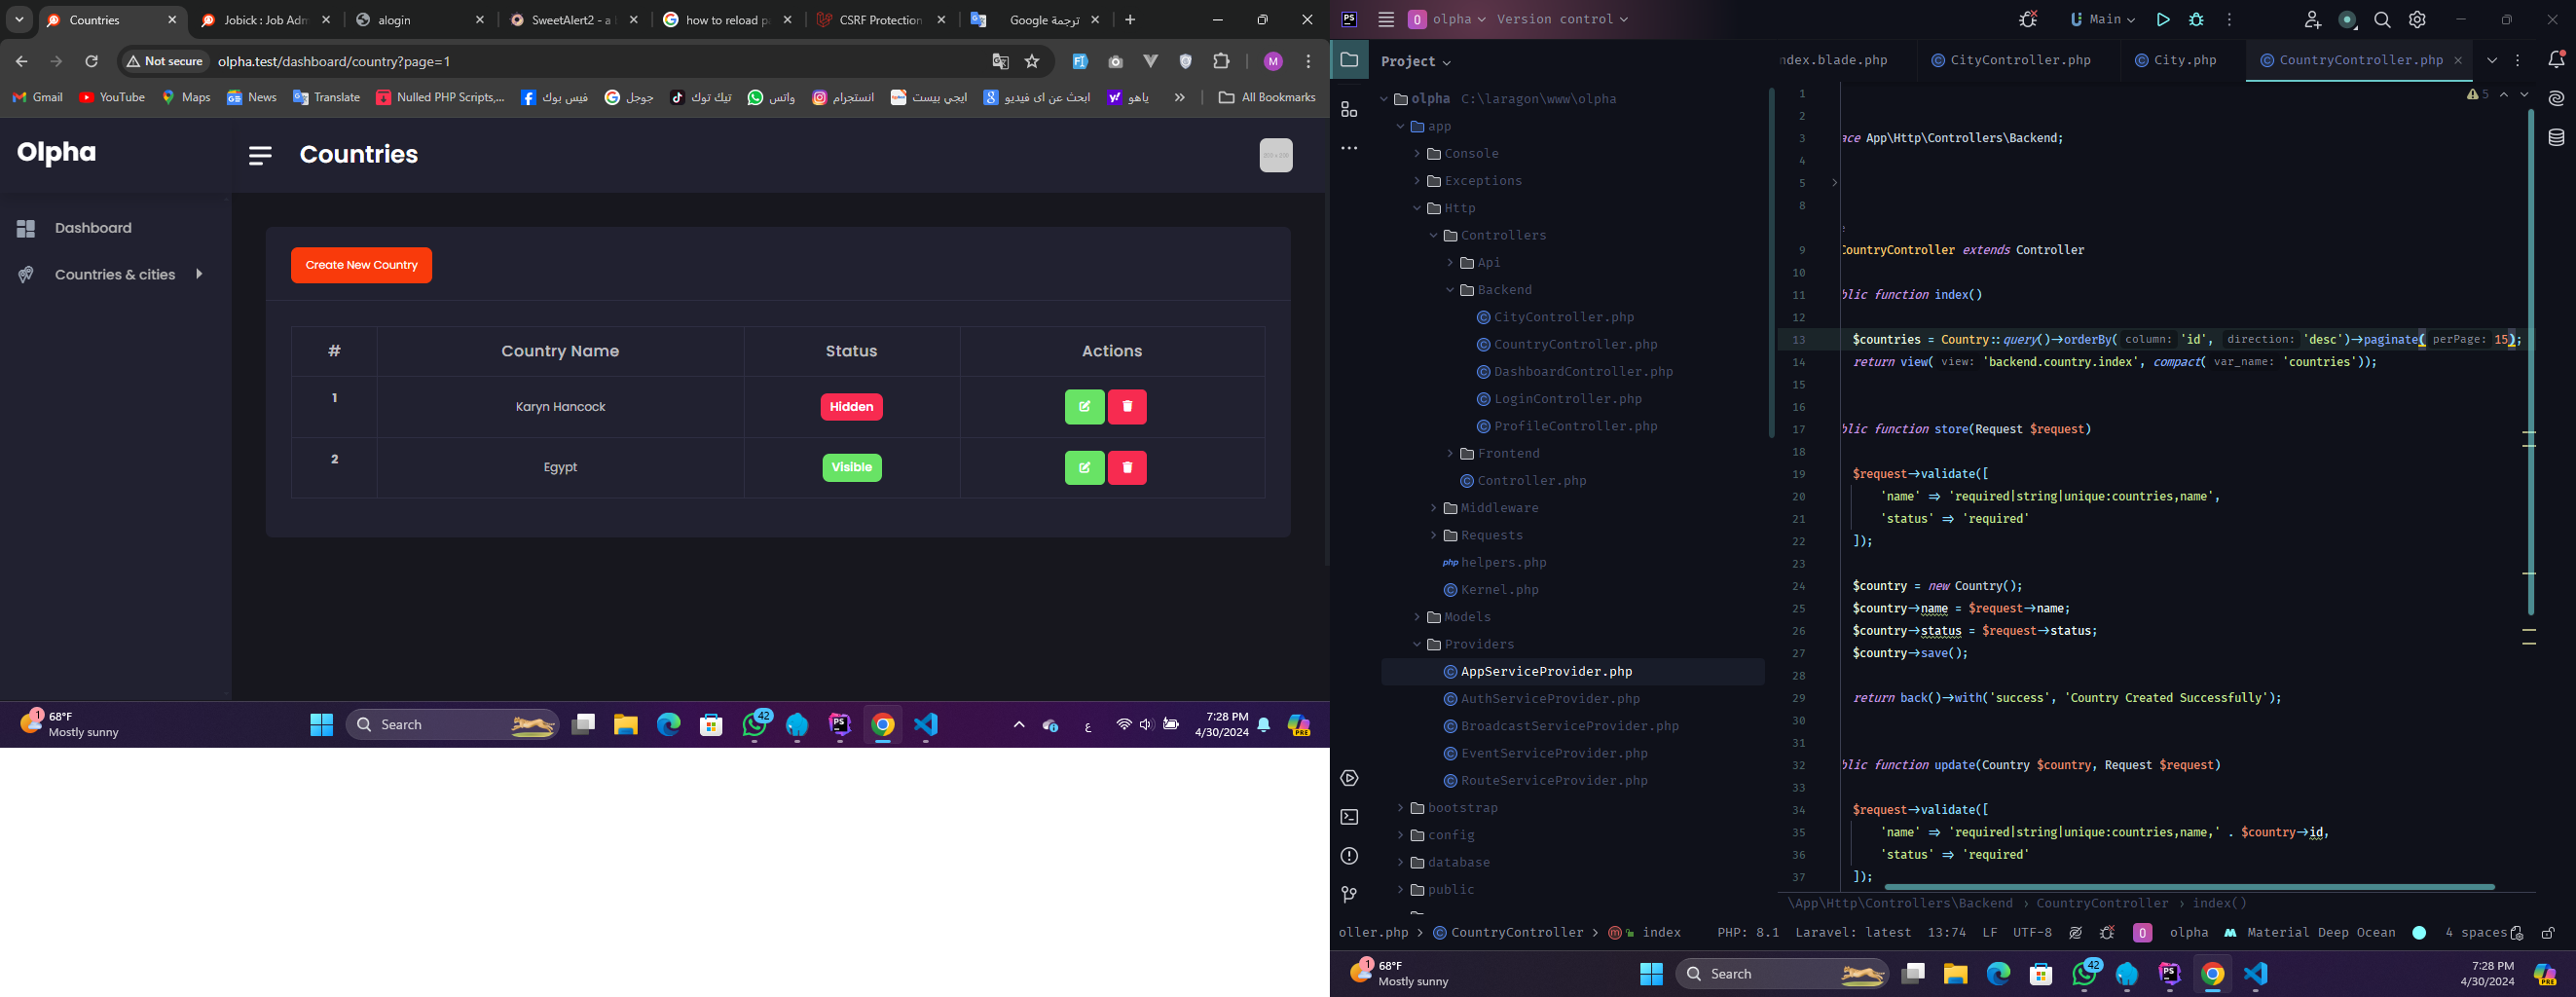 Countries
Jobick : Job Adm
alogin
SweetAlert2 - a
how to reload p
CSRF Protection
ترجمة Google
Not secure
olpha.test/dashboard/country?page=1
Gmail
YouTube
Maps
News
Translate
Nulled PHP Scripts,...
فيس بوك
جوجل
تيك توك
واتس
انستجرام
ايجي بيست
ابحث عن اى فيديو
ياهو
»
All Bookmarks
Olpha
Countries
Dashboard
Countries & cities
Create New Country
# Country Name Status Actions
1 Karyn Hancock Hidden
2 Egypt Visible
1
68°F
Mostly sunny
Search
42
ع
7:28 PM
4/30/2024
PRE
PS
O olpha
Version control
Main
Project
ndex.blade.php
CityController.php
City.php
CountryController.php
5
olpha C:\laragon\www\olpha
app
Console
Exceptions
Http
Controllers
Api
Backend
CityController.php
CountryController.php
DashboardController.php
LoginController.php
ProfileController.php
Frontend
Controller.php
Middleware
Requests
php helpers.php
Kernel.php
Models
Providers
AppServiceProvider.php
AuthServiceProvider.php
BroadcastServiceProvider.php
EventServiceProvider.php
RouteServiceProvider.php
bootstrap
config
database
public
1
2
3 ace App\Http\Controllers\Backend;
4
5
8
9 CountryController extends Controller
10
11 blic function index()
12
13 $countries = Country::query()→orderBy( column: 'id', direction: 'desc')→paginate( perPage: 15);
14 return view( view: 'backend.country.index', compact( var_name: 'countries'));
15
16
17 blic function store(Request $request)
18
19 $request→validate([
20 'name' ⇒ 'required|string|unique:countries,name',
21 'status' ⇒ 'required'
22 ]);
23
24 $country = new Country();
25 $country→name = $request→name;
26 $country→status = $request→status;
27 $country→save();
28
29 return back()→with('success', 'Country Created Successfully');
30
31
32 blic function update(Country $country, Request $request)
33
34 $request→validate([
35 'name' ⇒ 'required|string|unique:countries,name,' . $country→id,
36 'status' ⇒ 'required'
37 ]);
\App\Http\Controllers\Backend › CountryController › index()
oller.php › CountryController › index
PHP: 8.1
Laravel: latest
13:74
LF
UTF-8
O
olpha
Material Deep Ocean
4 spaces
1
68°F
Mostly sunny
Search
42
PS
7:28 PM
4/30/2024
PRE